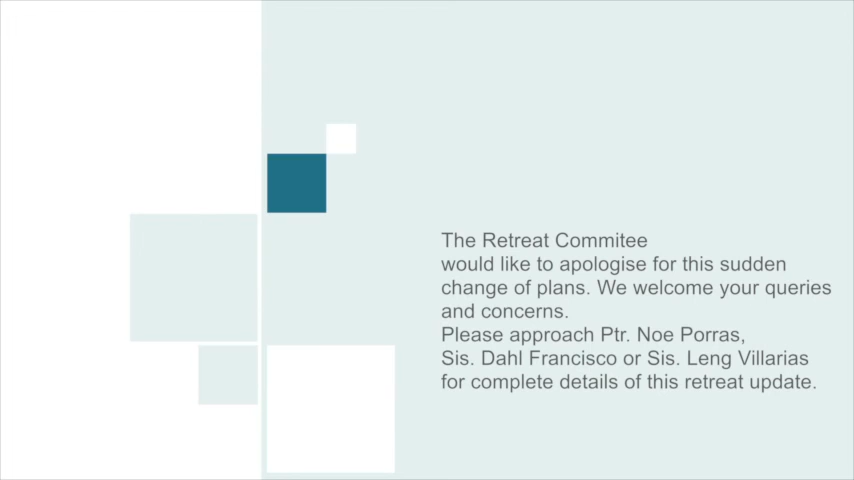 The Retreat Commitee
would like to apologise for this sudden
change of plans. We welcome your queries
and concerns.
Please approach Ptr. Noe Porras,
Sis. Dahl Francisco or Sis. Leng Villarias
for complete details of this retreat update.